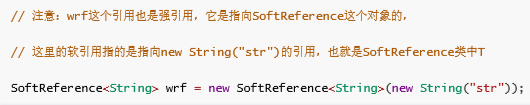 // 注意：wrf这个引用也是强引用，它是指向SoftReference这个对象的，
// 这里的软引用指的是指向new String("str")的引用，也就是SoftReference类中T
SoftReference<String> wrf = new SoftReference<String>(new String("str"));